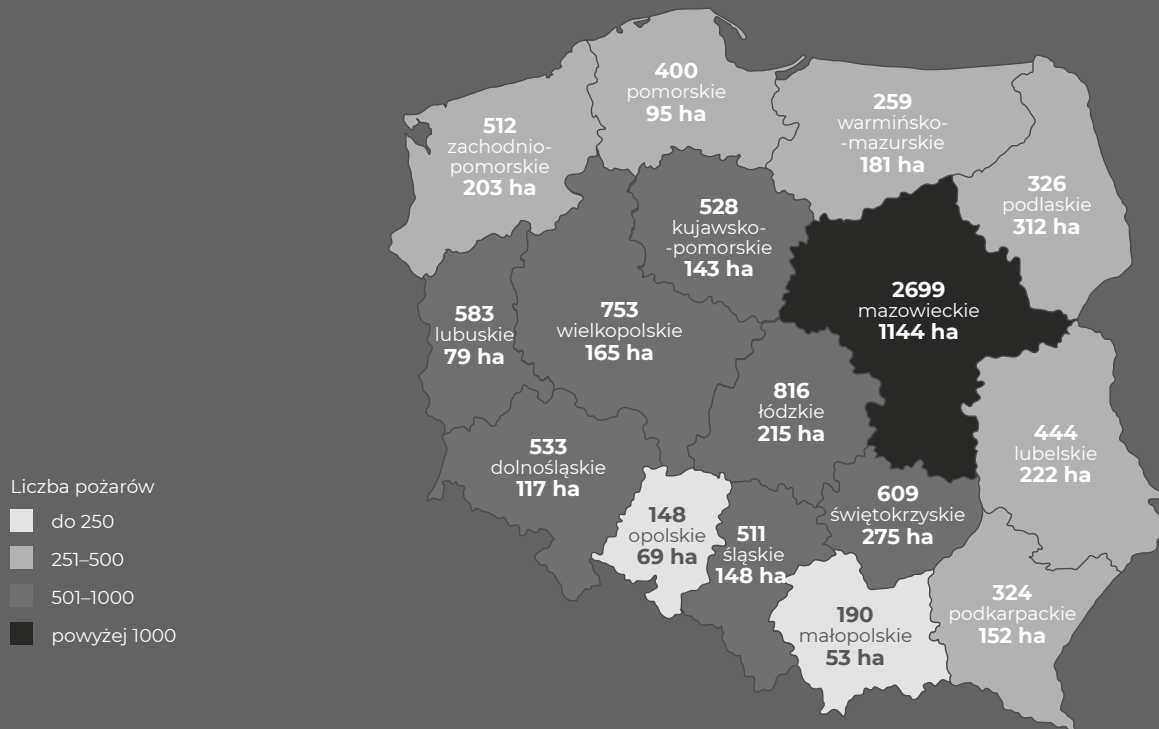 400
pomorskie
95 ha
259
warmińsko-
-mazurskie
181 ha
512
zachodnio-
pomorskie
203 ha
326
podlaskie
312 ha
528
kujawsko-
-pomorskie
143 ha
2699
mazowieckie
1144 ha
583
lubuskie
79 ha
753
wielkopolskie
165 ha
816
łódzkie
215 ha
444
lubelskie
222 ha
533
dolnośląskie
117 ha
609
świętokrzyskie
275 ha
148
opolskie
69 ha
511
śląskie
148 ha
324
podkarpackie
152 ha
190
małopolskie
53 ha
Liczba pożarów
do 250
251–500
501–1000
powyżej 1000